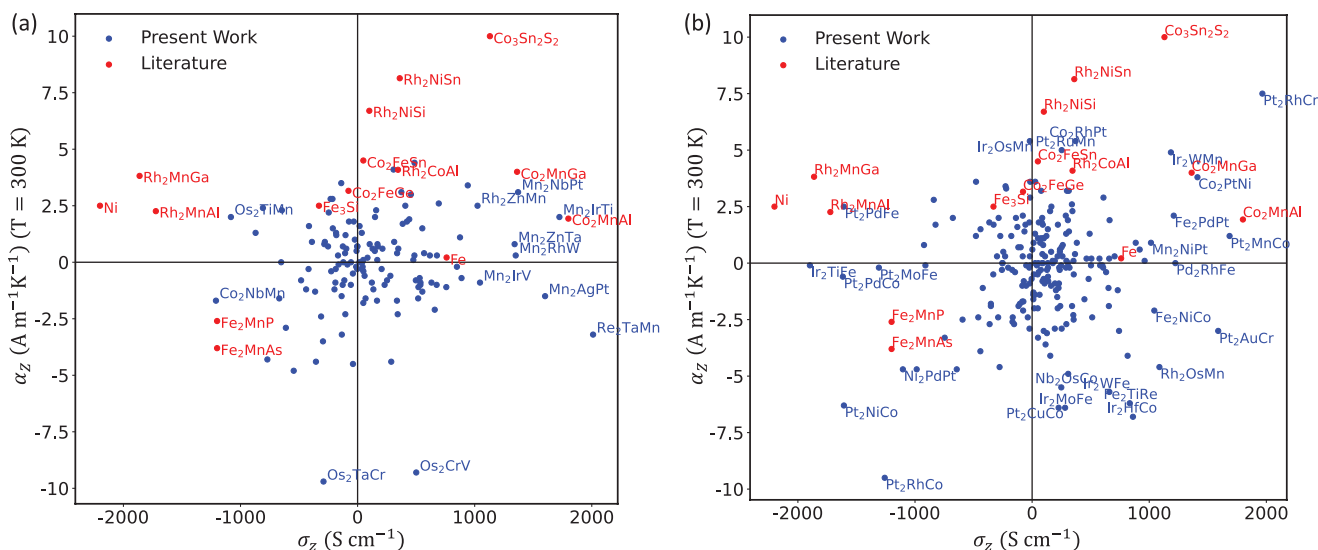 (a)
Present Work
Literature
Co₃Sn₂S₂
Rh₂NiSn
Rh₂NiSi
Co₂FeSn
Rh₂CoAl
Co₂MnGa
Rh₂MnGa
Mn₂NbPt
Co₂FeGe
Rh₂ZnMn
Ni
Rh₂MnAl
Os₂TiMn
Fe₃Si
Mn₂IrTi
Co₂MnAl
Mn₂ZnTa
Mn₂RhW
Fe
Mn₂IrV
Mn₂AgPt
Co₂NbMn
Fe₂MnP
Re₂TaMn
Fe₂MnAs
Os₂TaCr
Os₂CrV
10
7.5
5
2.5
0
-2.5
-5
-7.5
-10
α_Z (A m⁻¹K⁻¹) (T = 300 K)
-2000
-1000
0
1000
2000
σ_z (S cm⁻¹)
(b)
Present Work
Literature
Co₃Sn₂S₂
Rh₂NiSn
Pt₂RhCr
Rh₂NiSi
Co₂RhPt
Ir₂OsMn
Pt₂RuMn
Ir₂WMn
Co₂FeSn
Rh₂CoAl
Co₂MnGa
Rh₂MnGa
Co₂PtNi
Co₂FeGe
Ni
Rh₂MnAl
Pt₂PdFe
Fe₃Si
Fe₂PdPt
Co₂MnAl
Pt₂MnCo
Mn₂NiPt
Fe
Pd₂RhFe
Ir₂TiFe
Pt₂PdCo
Pt₂MoFe
Fe₂MnP
Fe₂NiCo
Pt₂AuCr
Fe₂MnAs
Ni₂PdPt
Nb₂OsCo
Rh₂OsMn
Ir₂WFe
Fe₂TiRe
Ir₂MoFe
Ir₂HfCo
Pt₂CuCo
Pt₂NiCo
Pt₂RhCo
10
7.5
5
2.5
0
-2.5
-5
-7.5
-10
α_Z (A m⁻¹K⁻¹) (T = 300 K)
-2000
-1000
0
1000
2000
σ_z (S cm⁻¹)